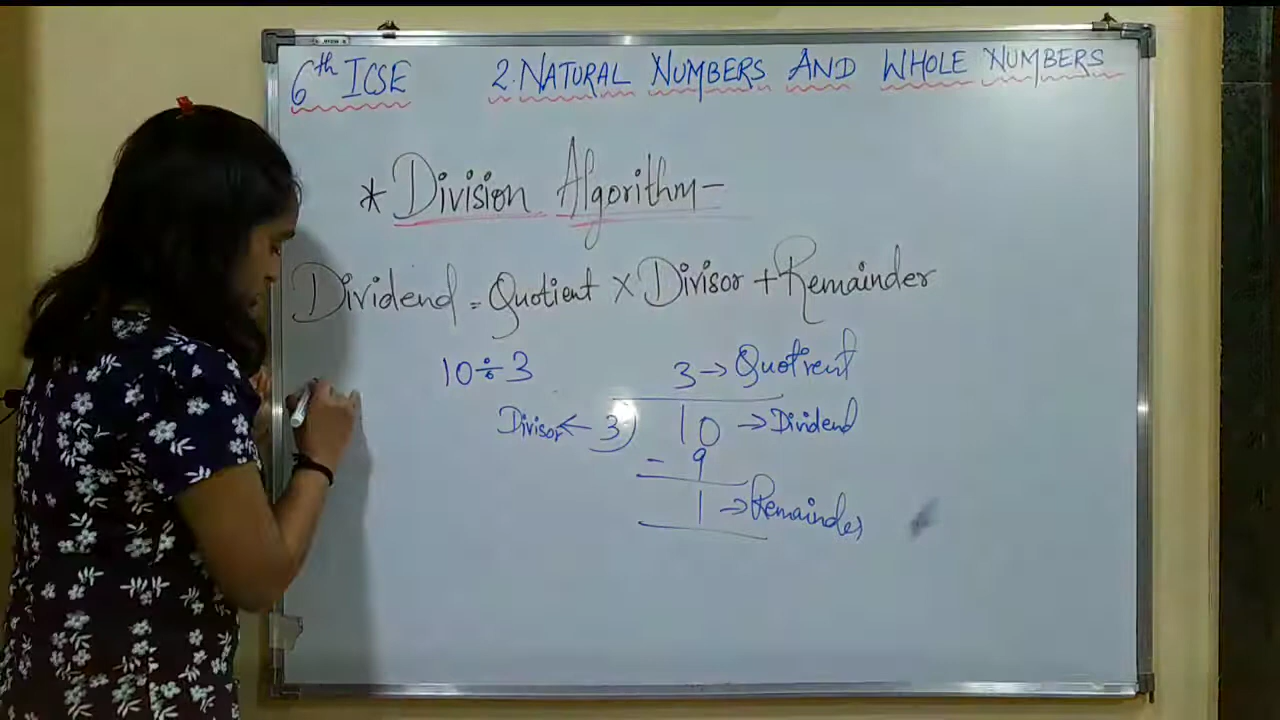 6th ICSE 2. NATURAL NUMBERS AND WHOLE NUMBERS
* Division Algorithm-
Dividend = Quotient × Divisor + Remainder
10 ÷ 3
3 → Quotient
Divisor ← 3) 10 → Dividend
- 9
1 → Remainder